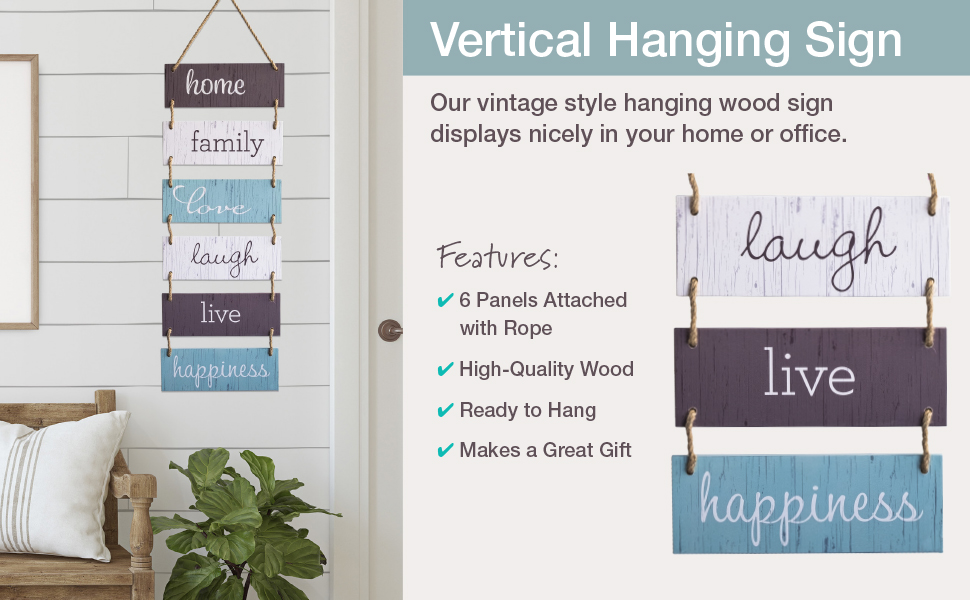 home
family
love
laugh
live
happiness
Vertical Hanging Sign
Our vintage style hanging wood sign
displays nicely in your home or office.
Features:
✔ 6 Panels Attached
with Rope
✔ High-Quality Wood
✔ Ready to Hang
✔ Makes a Great Gift
laugh
live
happiness